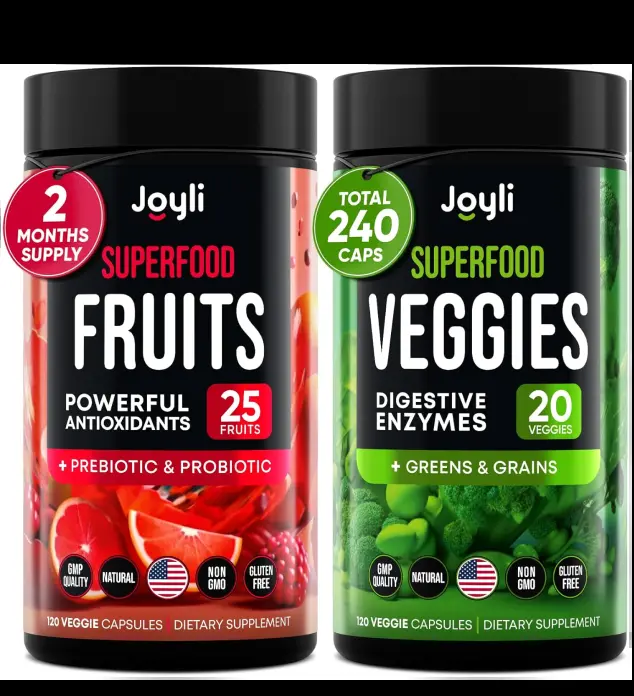 2
MONTHS
SUPPLY
Joyli
SUPERFOOD
FRUITS
POWERFUL
ANTIOXIDANTS
25
FRUITS
+ PREBIOTIC & PROBIOTIC
GMP
QUALITY
NATURAL
NON
GMO
GLUTEN
FREE
120 VEGGIE CAPSULES DIETARY SUPPLEMENT
TOTAL
240
CAPS
Joyli
SUPERFOOD
VEGGIES
DIGESTIVE
ENZYMES
20
VEGGIES
+ GREENS & GRAINS
GMP
QUALITY
NATURAL
NON
GMO
GLUTEN
FREE
120 VEGGIE CAPSULES | DIETARY SUPPLEMENT